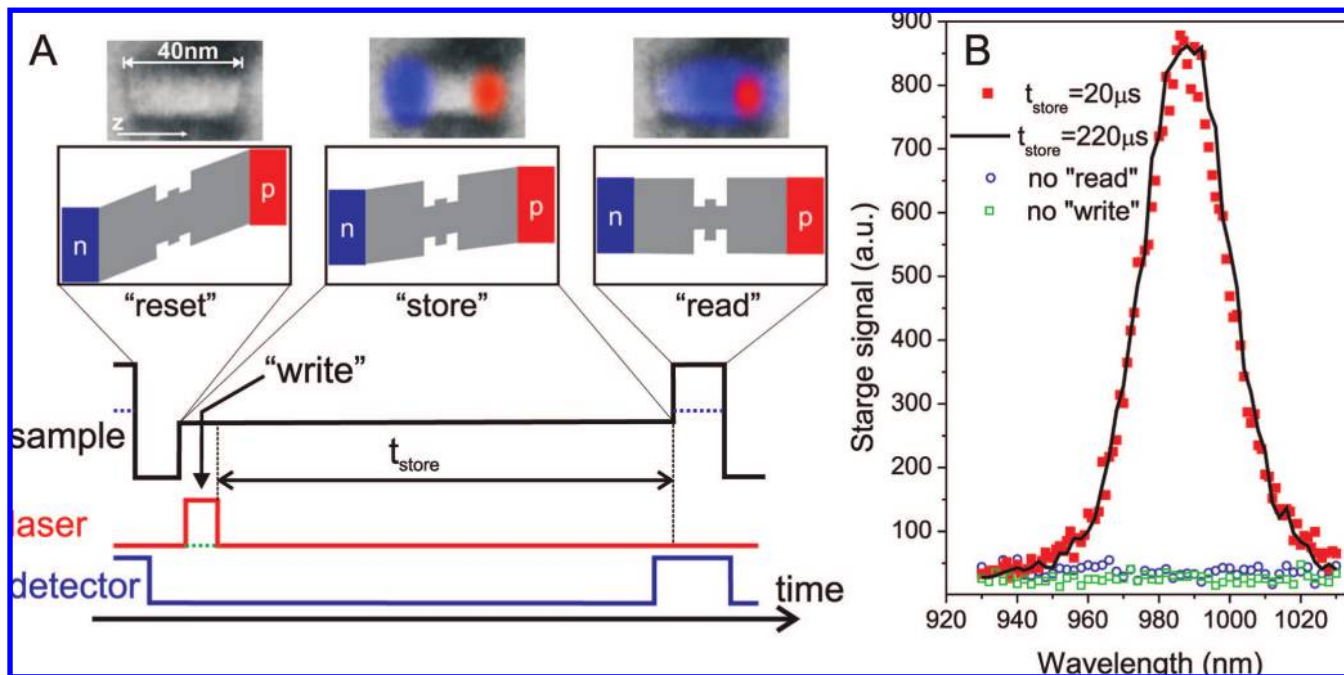 A
40nm
z
n
p
n
p
n
p
"reset"
"store"
"read"
"write"
sample
t_store
laser
detector
time
B
900
800
700
600
500
400
300
200
100
Starge signal (a.u.)
t_store=20μs
t_store=220μs
no "read"
no "write"
920 940 960 980 1000 1020
Wavelength (nm)